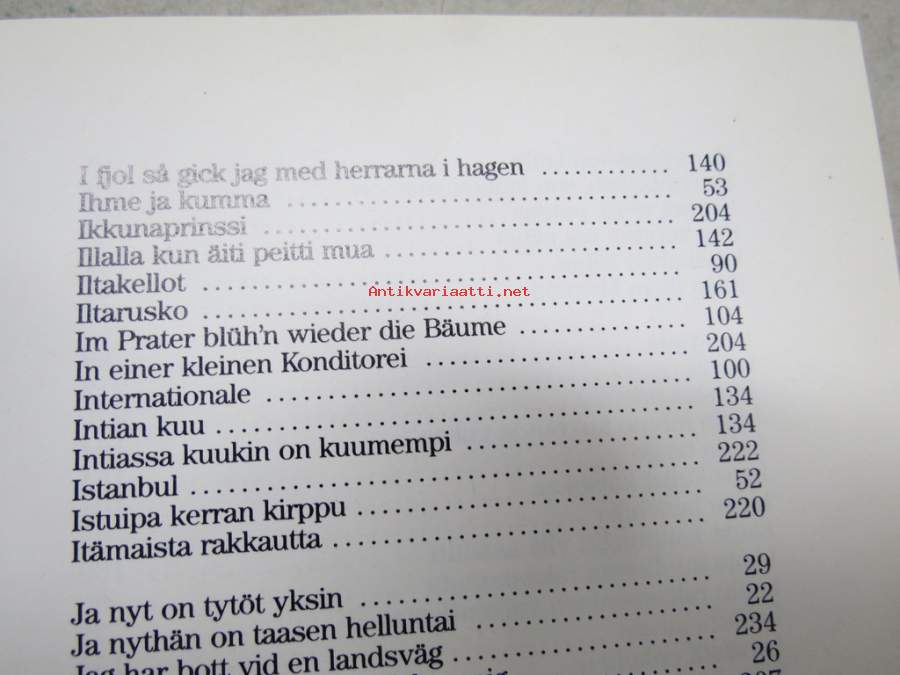 I fjol så gick jag med herrarna i hagen ............ 140
Ihme ja kumma ............ 53
Ikkunaprinssi ............ 204
Illalla kun äiti peitti mua ............ 142
Iltakellot ............ 90
Antikvariaatti.net
Iltarusko ............ 161
Im Prater blüh'n wieder die Bäume ............ 104
In einer kleinen Konditorei ............ 204
Internationale ............ 100
Intian kuu ............ 134
Intiassa kuukin on kuumempi ............ 134
Istanbul ............ 222
Istuipa kerran kirppu ............ 52
Itämaista rakkautta ............ 220
Ja nyt on tytöt yksin ............ 29
Ja nythän on taasen helluntai ............ 22
Jag har bott vid en landsväg ............ 234
26